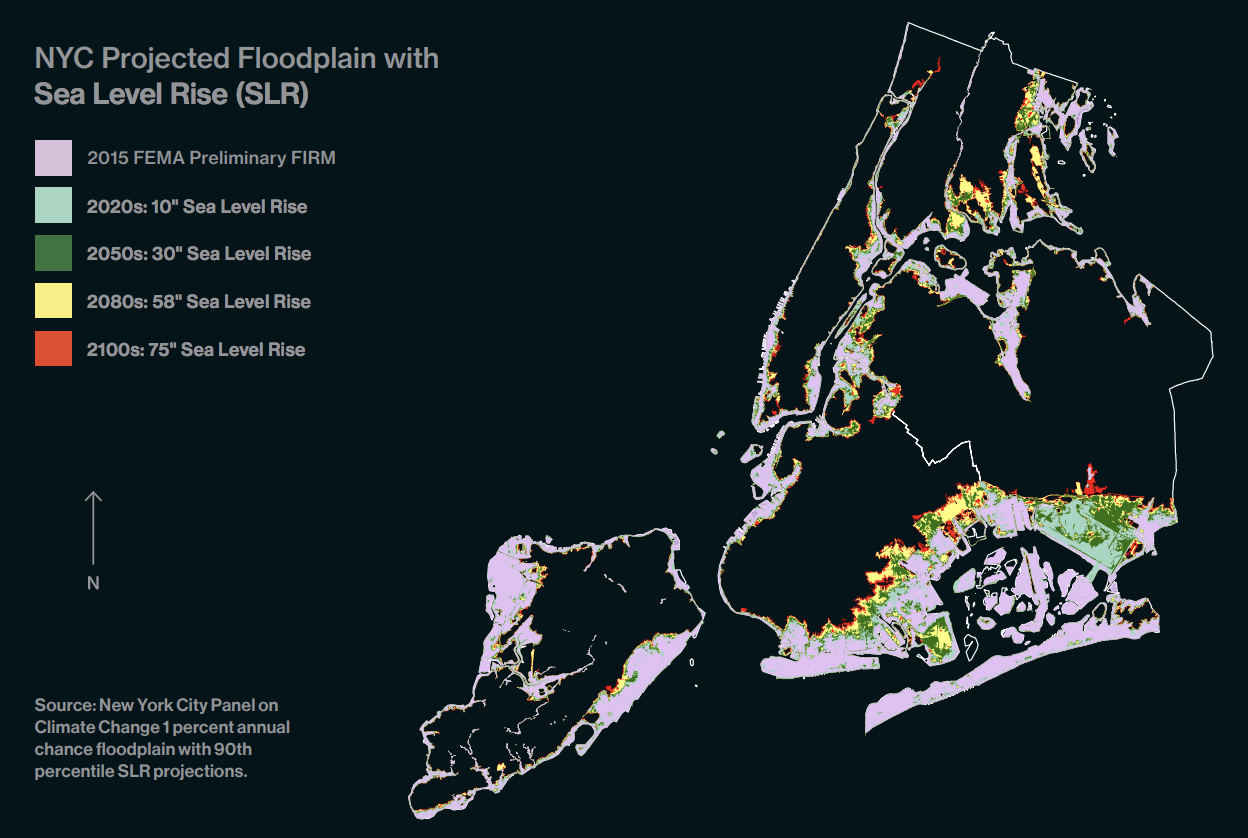 NYC Projected Floodplain with
Sea Level Rise (SLR)
2015 FEMA Preliminary FIRM
2020s: 10" Sea Level Rise
2050s: 30" Sea Level Rise
2080s: 58" Sea Level Rise
2100s: 75" Sea Level Rise
N
Source: New York City Panel on
Climate Change 1 percent annual
chance floodplain with 90th
percentile SLR projections.